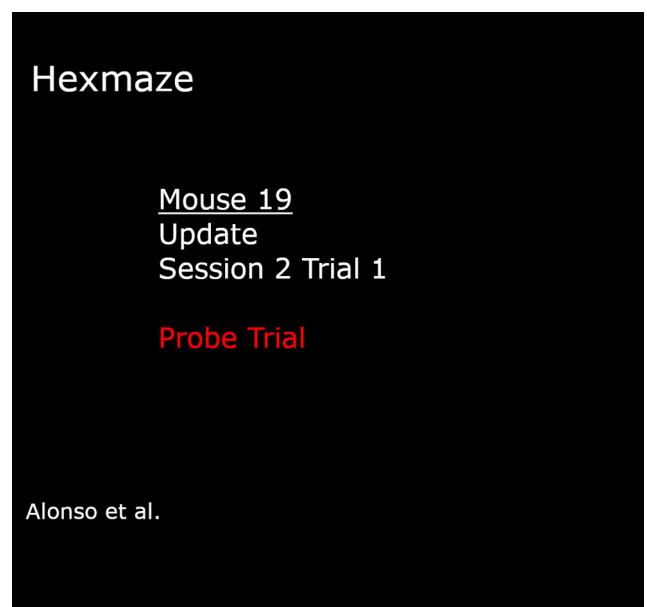 Hexmaze
Mouse 19
Update
Session 2 Trial 1
Probe Trial
Alonso et al.